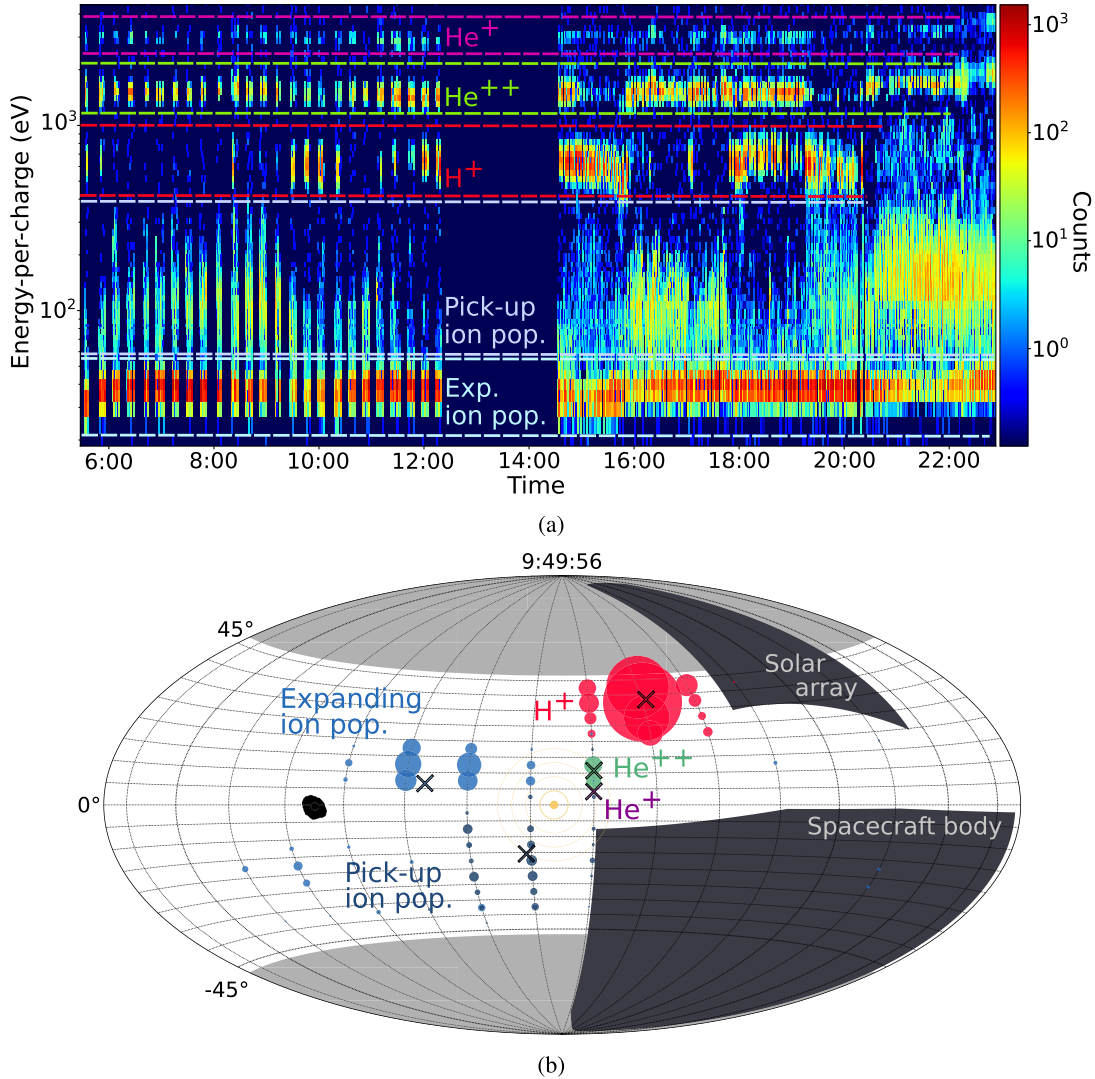 He⁺
He⁺⁺
H⁺
Pick-up
ion pop.
Exp.
ion pop.
Energy-per-charge (eV)
10³
10²
10³
10²
10¹
10⁰
Counts
6:00 8:00 10:00 12:00 14:00 16:00 18:00 20:00 22:00
Time
(a)
9:49:56
45°
Solar
array
Expanding
ion pop.
H⁺
He⁺⁺
He⁺
0°
Spacecraft body
Pick-up
ion pop.
-45°
(b)